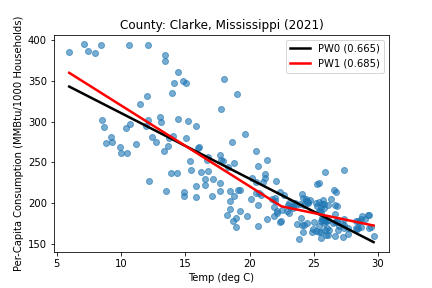 County: Clarke, Mississippi (2021)
Per-Capita Consumption (MMBtu/1000 Households)
400
350
300
250
200
150
PW0 (0.665)
PW1 (0.685)
5 10 15 20 25 30
Temp (deg C)